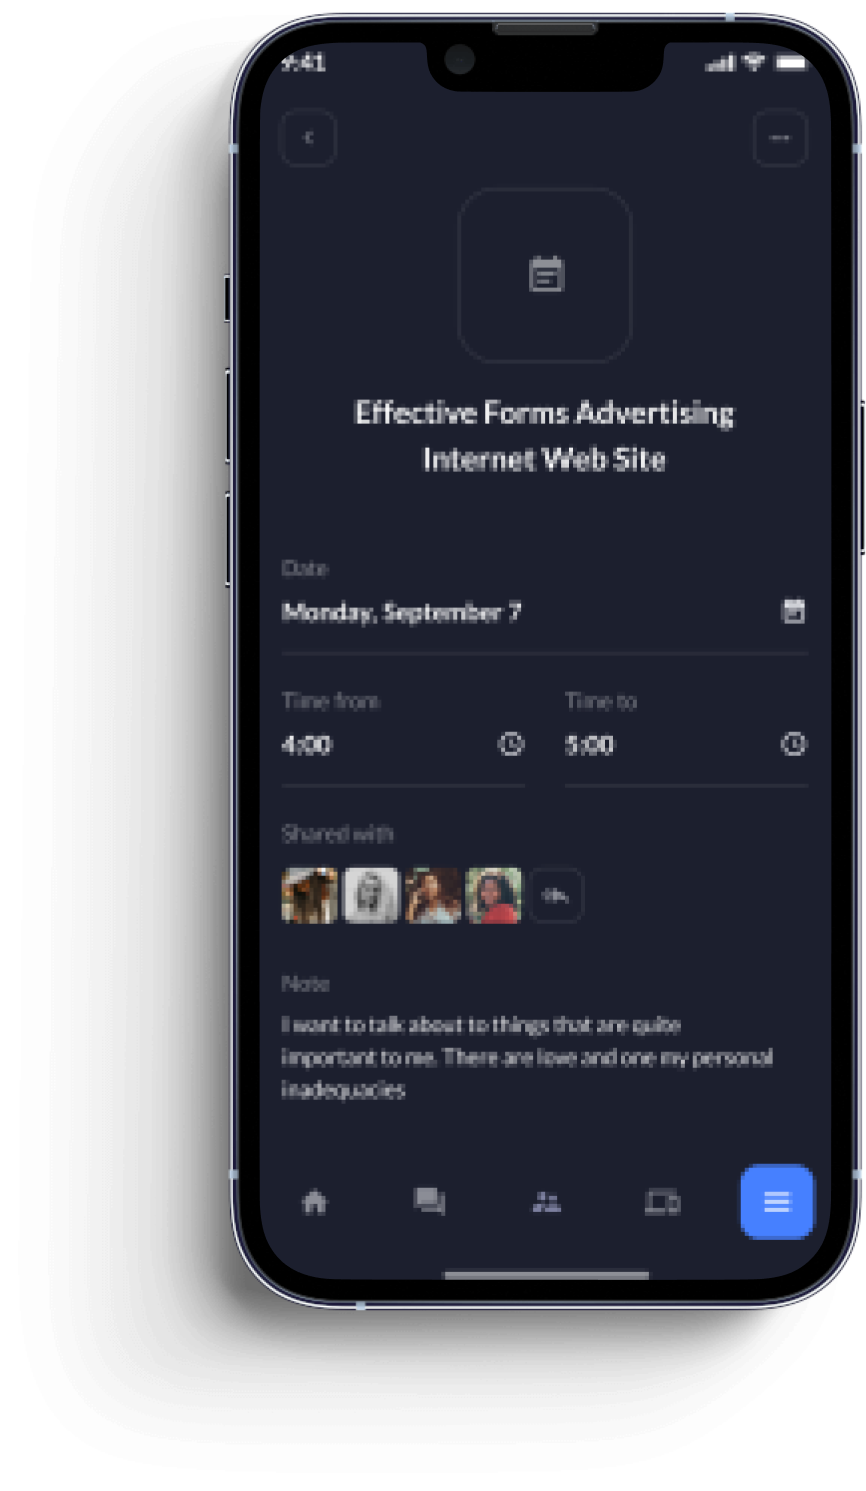 9:41
Effective Forms Advertising
Internet Web Site
Date
Monday, September 7
Time from
Time to
4:00
5:00
Shared with
Note
I want to talk about to things that are quite
important to me. There are love and one my personal
inadequacies